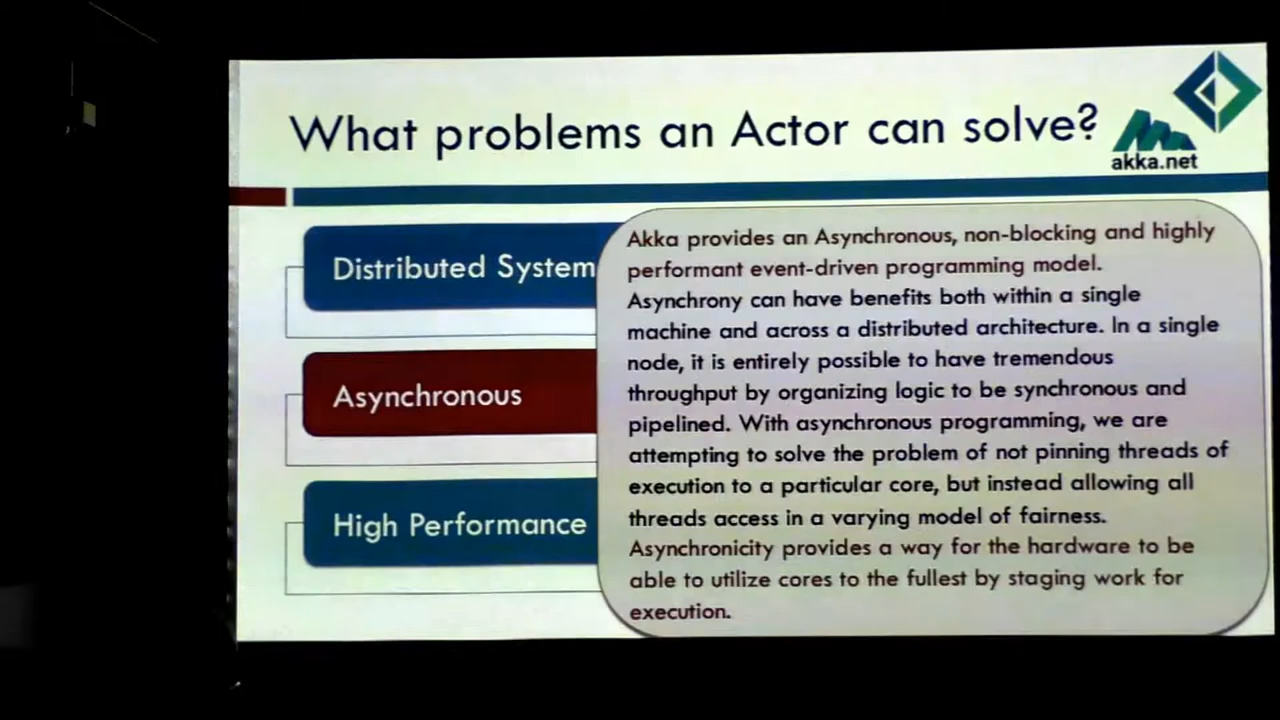 What problems an Actor can solve?
akka.net
Distributed System
Asynchronous
High Performance
Akka provides an Asynchronous, non-blocking and highly
performant event-driven programming model.
Asynchrony can have benefits both within a single
machine and across a distributed architecture. In a single
node, it is entirely possible to have tremendous
throughput by organizing logic to be synchronous and
pipelined. With asynchronous programming, we are
attempting to solve the problem of not pinning threads of
execution to a particular core, but instead allowing all
threads access in a varying model of fairness.
Asynchronicity provides a way for the hardware to be
able to utilize cores to the fullest by staging work for
execution.